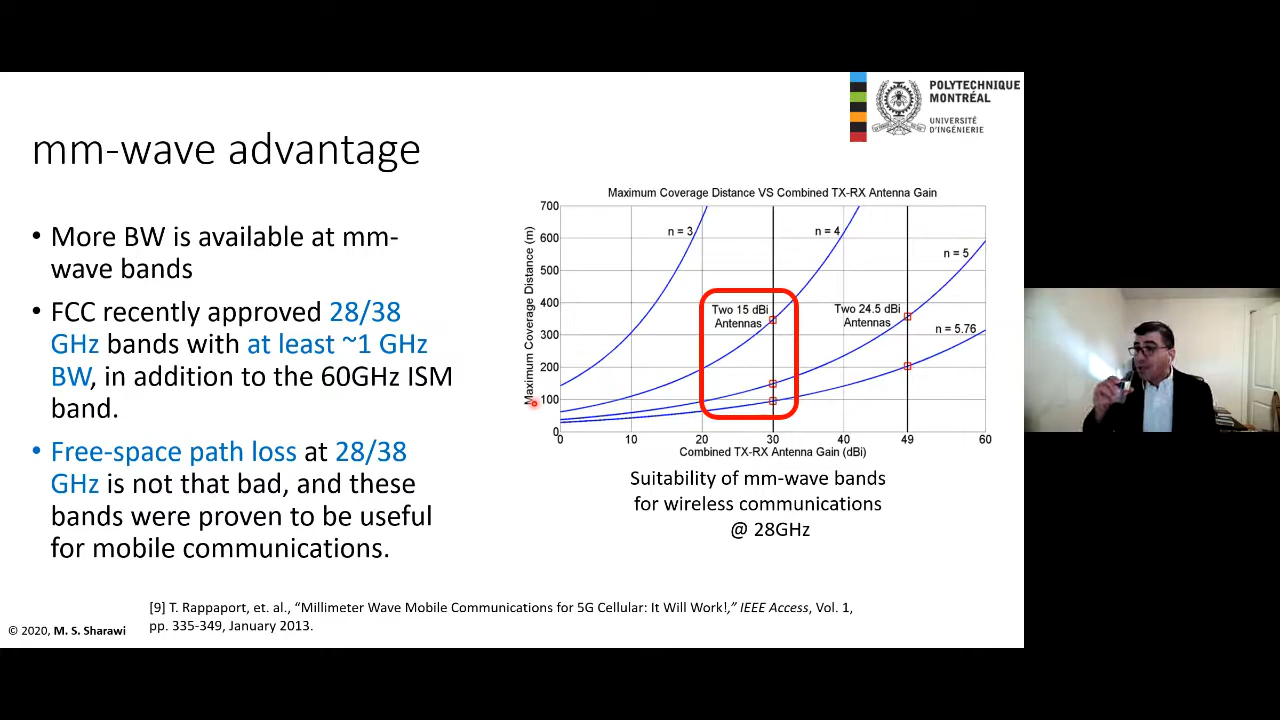 POLYTECHNIQUE
MONTRÉAL
UNIVERSITÉ
D'INGÉNIERIE
mm-wave advantage
• More BW is available at mm-
wave bands
• FCC recently approved 28/38
GHz bands with at least ~1 GHz
BW, in addition to the 60GHz ISM
band.
• Free-space path loss at 28/38
GHz is not that bad, and these
bands were proven to be useful
for mobile communications.
Maximum Coverage Distance VS Combined TX-RX Antenna Gain
Maximum Coverage Distance (m)
700
600
500
400
300
200
100
0
n = 3
n = 4
n = 5
n = 5.76
Two 15 dBi
Antennas
Two 24.5 dBi
Antennas
0 10 20 30 40 49 60
Combined TX-RX Antenna Gain (dBi)
Suitability of mm-wave bands
for wireless communications
@ 28GHz
[9] T. Rappaport, et. al., “Millimeter Wave Mobile Communications for 5G Cellular: It Will Work!,” IEEE Access, Vol. 1,
pp. 335-349, January 2013.
© 2020, M. S. Sharawi